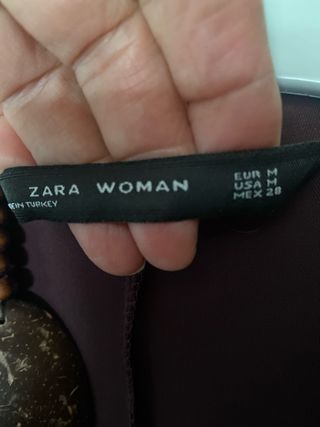 ZARA WOMAN
IN TURKEY
EUR M
USA M
MEX 28